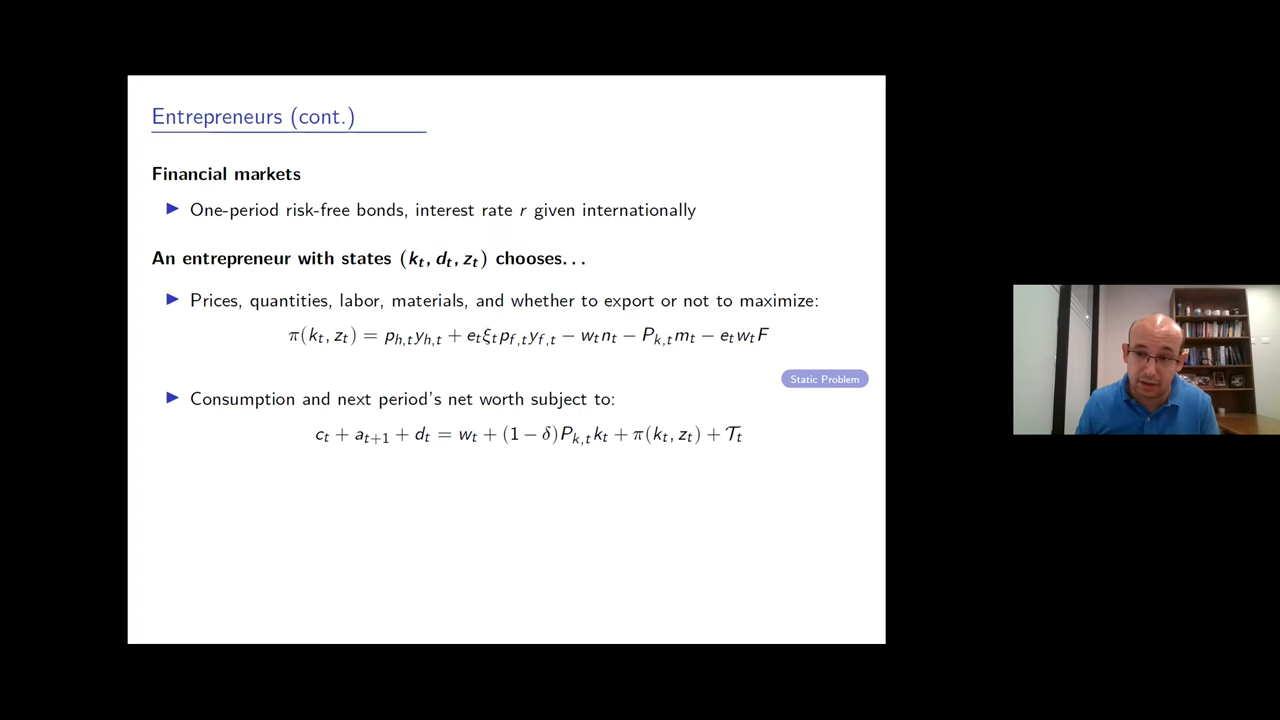 Entrepreneurs (cont.)
Financial markets
▶ One-period risk-free bonds, interest rate r given internationally
An entrepreneur with states (k_t, d_t, z_t) chooses. . .
▶ Prices, quantities, labor, materials, and whether to export or not to maximize:
π(k_t, z_t) = p_{h,t}y_{h,t} + e_tξ_tp_{f,t}y_{f,t} − w_tn_t − P_{k,t}m_t − e_tw_tF
Static Problem
▶ Consumption and next period's net worth subject to:
c_t + a_{t+1} + d_t = w_t + (1 − δ)P_{k,t}k_t + π(k_t, z_t) + 𝒯_t